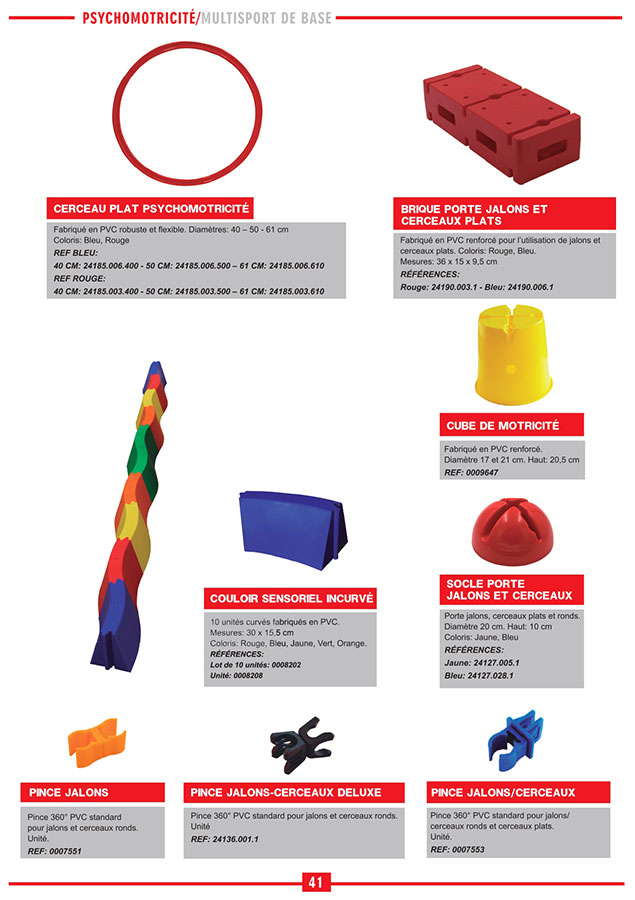 PSYCHOMOTRICITÉ/MULTISPORT DE BASE
CERCEAU PLAT PSYCHOMOTRICITÉ
Fabriqué en PVC robuste et flexible. Diamètres: 40 – 50 - 61 cm
Coloris: Bleu, Rouge
REF BLEU:
40 CM: 24185.006.400 - 50 CM: 24185.006.500 – 61 CM: 24185.006.610
REF ROUGE:
40 CM: 24185.003.400 - 50 CM: 24185.003.500 – 61 CM: 24185.003.610
BRIQUE PORTE JALONS ET
CERCEAUX PLATS
Fabriqué en PVC renforcé pour l'utilisation de jalons et
cerceaux plats. Coloris: Rouge, Bleu.
Mesures: 36 x 15 x 9,5 cm
RÉFÉRENCES:
Rouge: 24190.003.1 - Bleu: 24190.006.1
CUBE DE MOTRICITÉ
Fabriqué en PVC renforcé.
Diamètre 17 et 21 cm. Haut: 20,5 cm
REF: 0009647
COULOIR SENSORIEL INCURVÉ
10 unités curvés fabriqués en PVC.
Mesures: 30 x 15.5 cm
Coloris: Rouge, Bleu, Jaune, Vert, Orange.
RÉFÉRENCES:
Lot de 10 unités: 0008202
Unité: 0008208
SOCLE PORTE
JALONS ET CERCEAUX
Porte jalons, cerceaux plats et ronds.
Diamètre 20 cm. Haut: 10 cm
Coloris: Jaune, Bleu
RÉFÉRENCES:
Jaune: 24127.005.1
Bleu: 24127.028.1
PINCE JALONS
Pince 360° PVC standard
pour jalons et cerceaux ronds.
Unité.
REF: 0007551
PINCE JALONS-CERCEAUX DELUXE
Pince 360° PVC standard pour jalons et cerceaux ronds.
Unité
REF: 24136.001.1
PINCE JALONS/CERCEAUX
Pince 360° PVC standard pour jalons/
cerceaux ronds et cerceaux plats.
Unité.
REF: 0007553
41